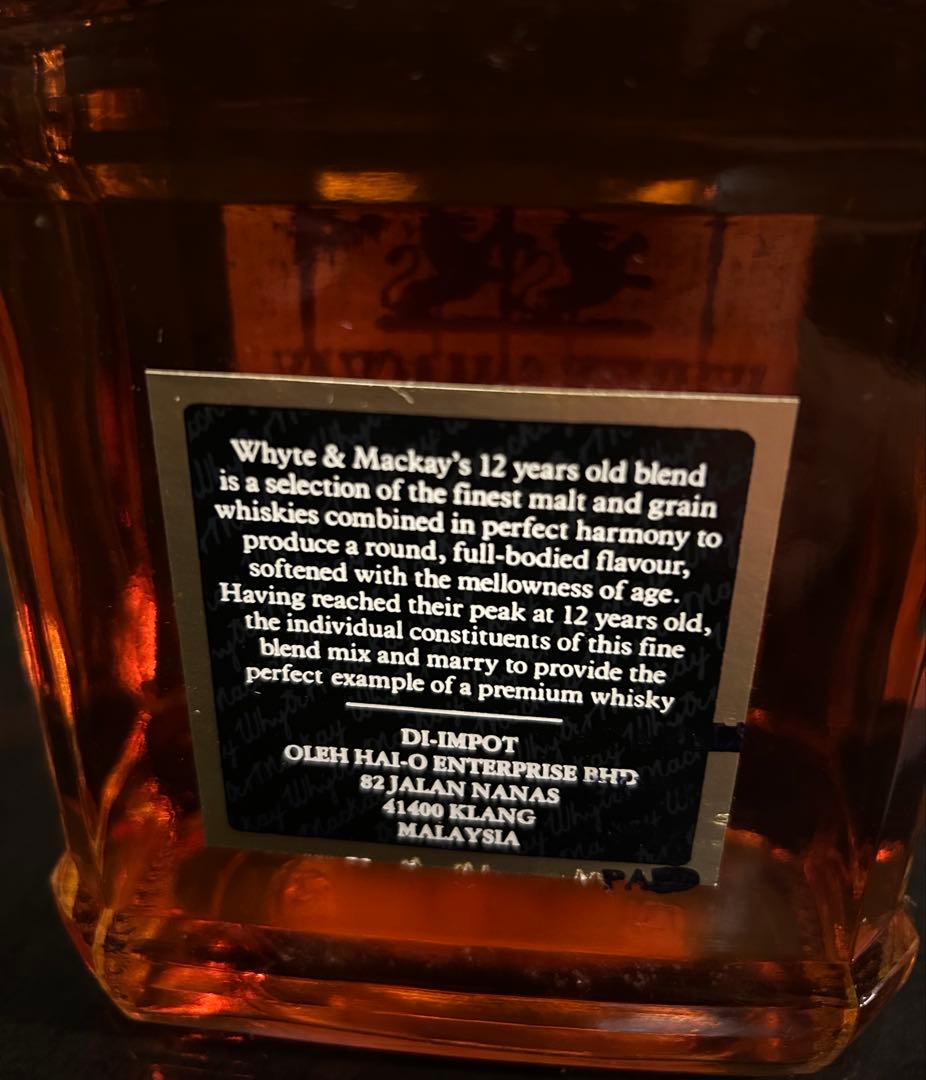 Whyte & Mackay's 12 years old blend
is a selection of the finest malt and grain
whiskies combined in perfect harmony to
produce a round, full-bodied flavour,
softened with the mellowness of age.
Having reached their peak at 12 years old,
the individual constituents of this fine
blend mix and marry to provide the
perfect example of a premium whisky
DI-IMPOT
OLEH HAI-O ENTERPRISE BHD
82 JALAN NANAS
41400 KLANG
MALAYSIA